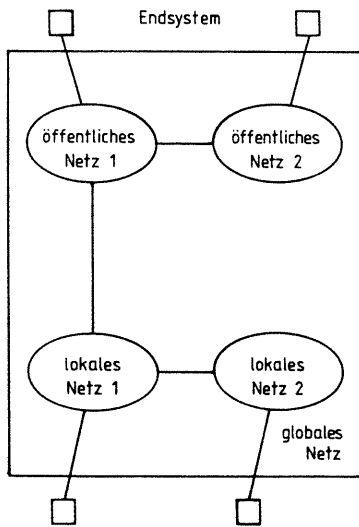 Endsystem
öffentliches
Netz 1
öffentliches
Netz 2
lokales
Netz 1
lokales
Netz 2
globales
Netz